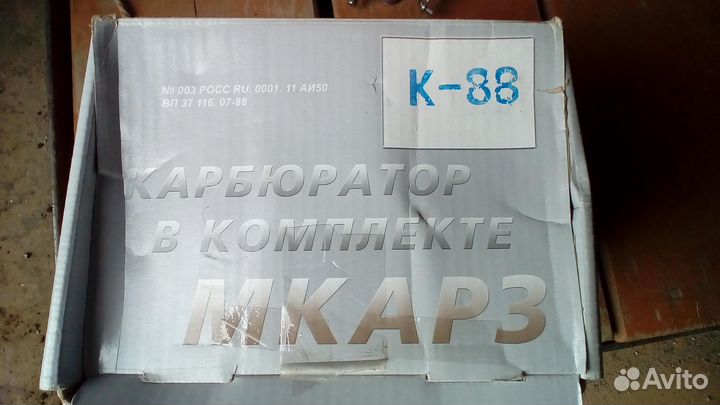 № 003 РОСС RU. 0001. 11 АИ50
ВП 37 116. 07-88
К-88
КАРБЮРАТОР
В КОМПЛЕКТЕ
МКАРЗ
Avito